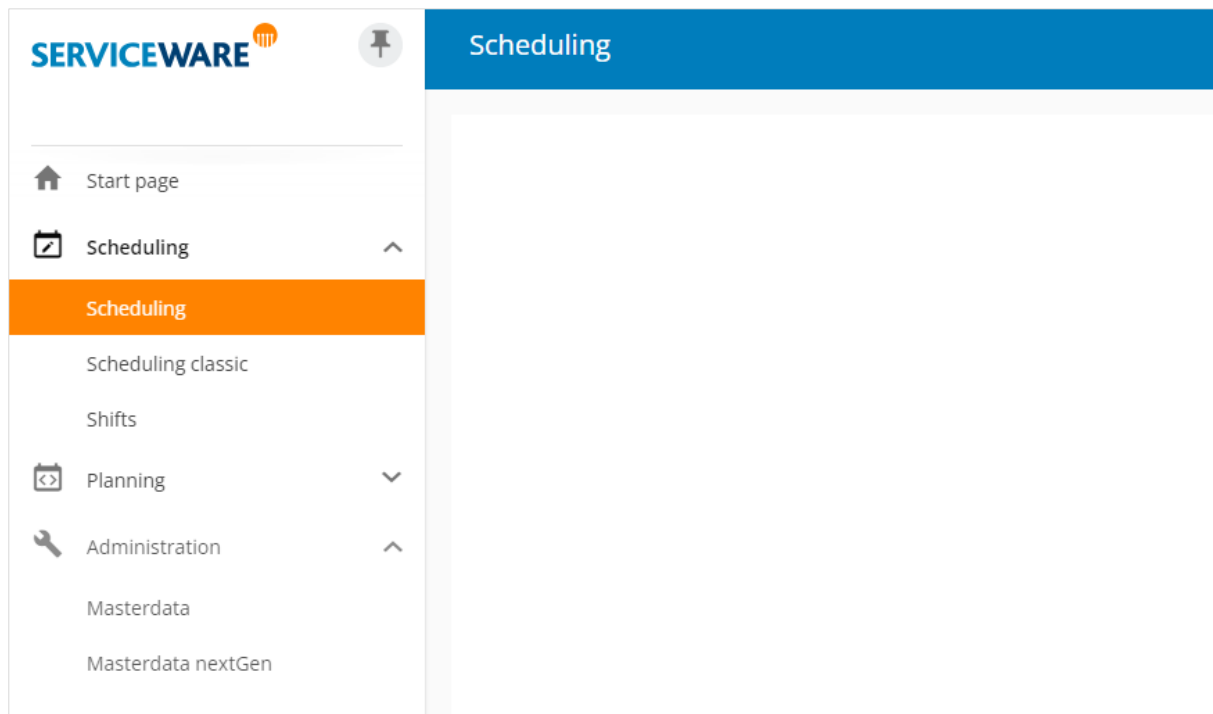 SERVICEWARE
Scheduling
Start page
Scheduling
Scheduling
Scheduling classic
Shifts
Planning
Administration
Masterdata
Masterdata nextGen